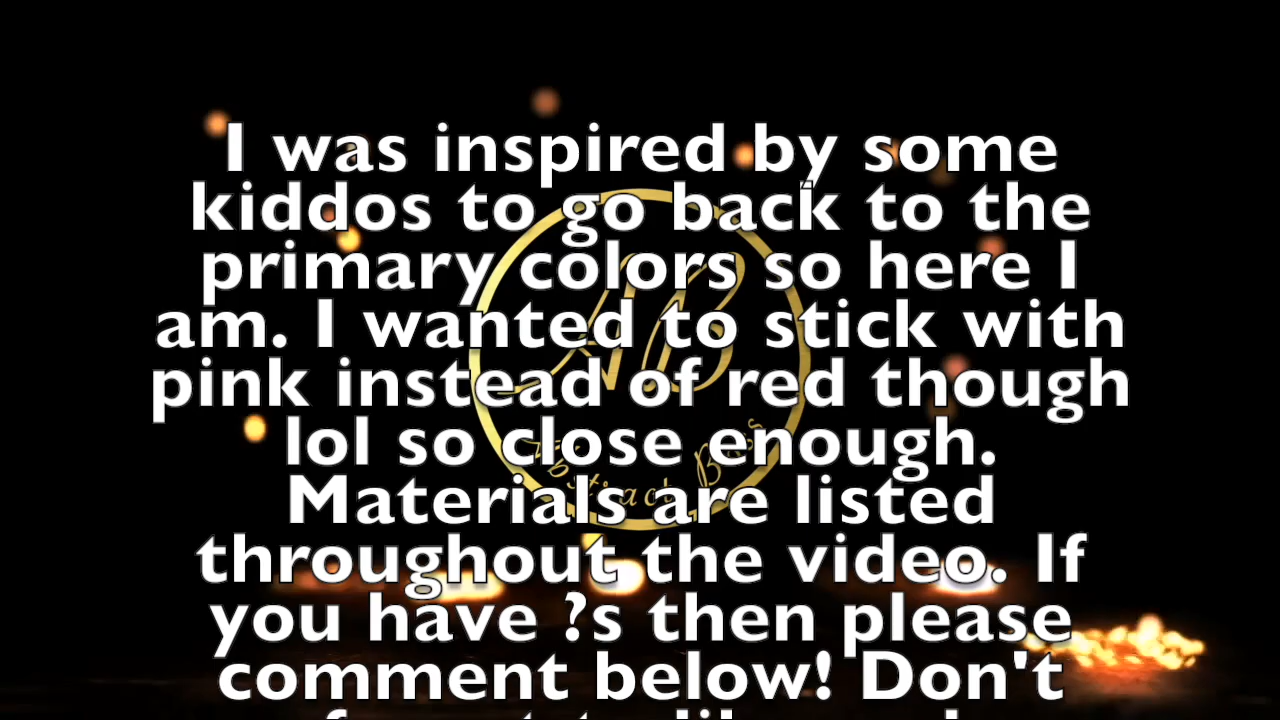 I was inspired by some
kiddos to go back to the
primary colors so here I
am. I wanted to stick with
pink instead of red though
lol so close enough.
Materials are listed
throughout the video. If
you have ?s then please
comment below! Don't
AB